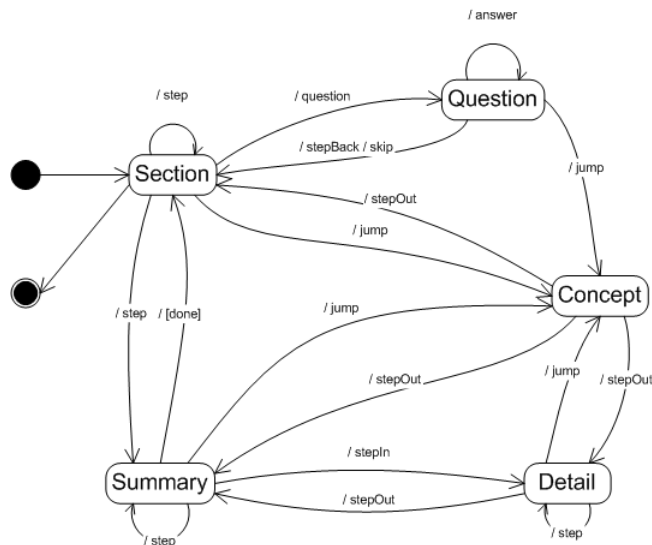 / answer
Question
/ step
/ question
/ stepBack / skip
Section
/ jump
/ stepOut
/ jump
Concept
/ step
/ [done]
/ jump
/ jump
/ stepOut
/ stepOut
/ stepIn
Summary
Detail
/ stepOut
/ step
/ step